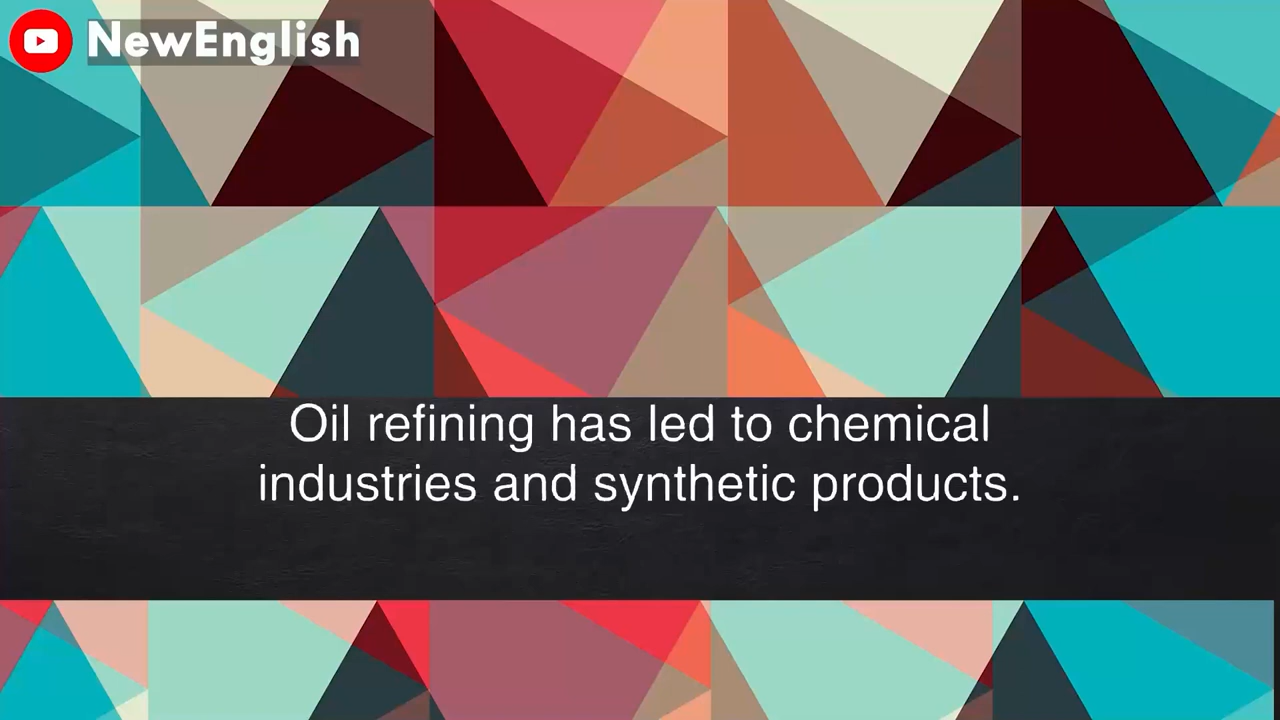 NewEnglish
Oil refining has led to chemical
industries and synthetic products.